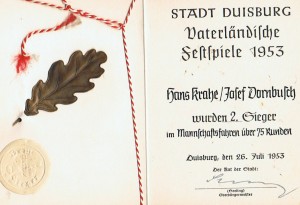 STADT DUISBURG
Vaterländische
Festspiele 1953
Hans Krahe/Josef Dornbusch
wurden 2. Sieger
im Mannschaftsfahren über 75 Runden
Duisburg, den 26. Juli 1953
Der Rat der Stadt:
Oberbürgermeister